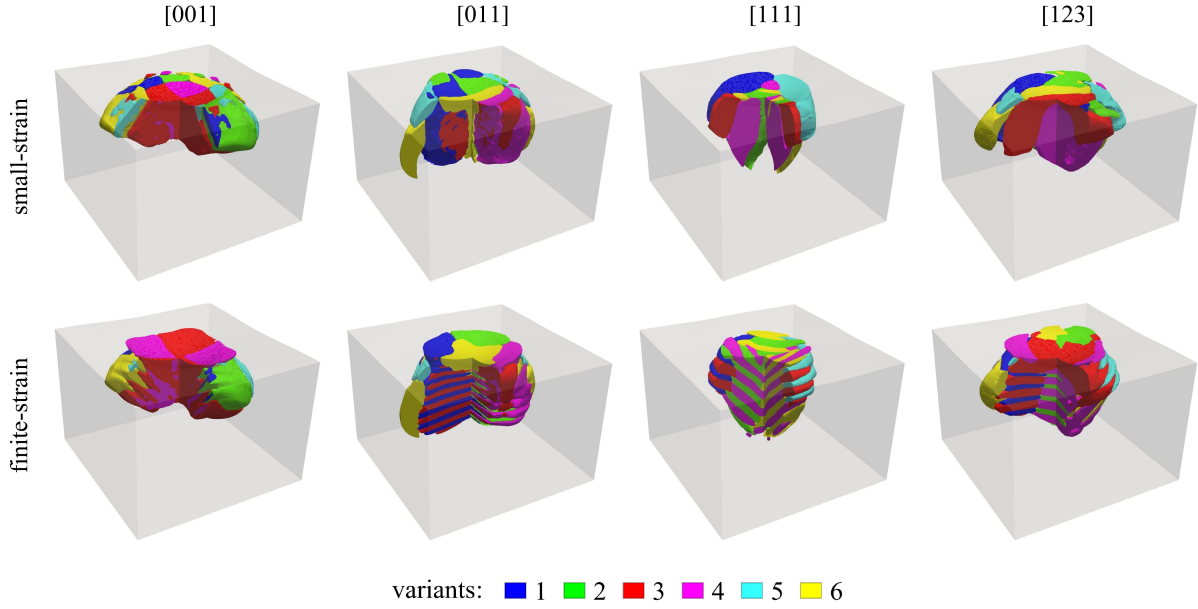 [001] [011] [111] [123]
small-strain
finite-strain
variants: 1 2 3 4 5 6